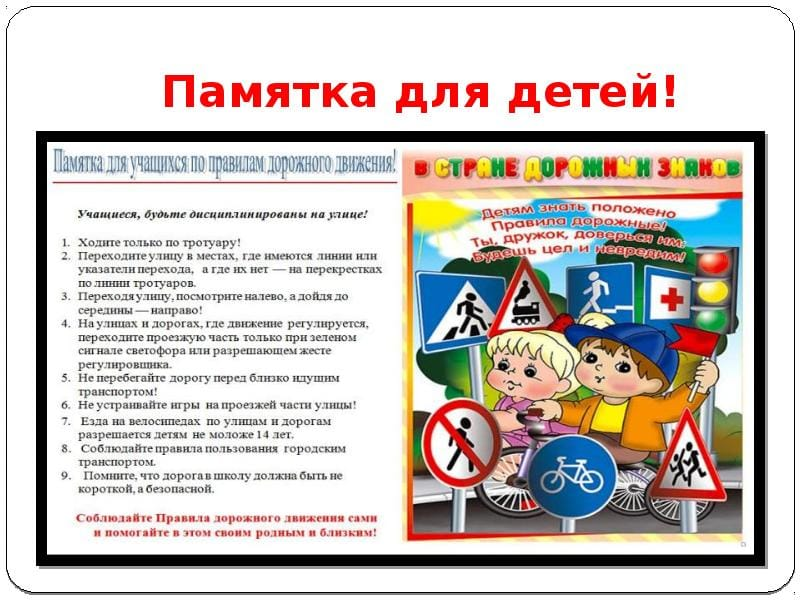 Памятка для детей!
Памятка для учащихся по правилам дорожного движения!
Учащиеся, будьте дисциплинированы на улице!
1. Ходите только по тротуару!
2. Переходите улицу в местах, где имеются линии или
указатели перехода, а где их нет — на перекрестках
по линии тротуаров.
3. Переходя улицу, посмотрите налево, а дойдя до
середины — направо!
4. На улицах и дорогах, где движение регулируется,
переходите проезжую часть только при зеленом
сигнале светофора или разрешающем жесте
регулировщика.
5. Не перебегайте дорогу перед близко идущим
транспортом!
6. Не устраивайте игры на проезжей части улицы!
7. Езда на велосипедах по улицам и дорогам
разрешается детям не моложе 14 лет.
8. Соблюдайте правила пользования городским
транспортом.
9. Помните, что дорога в школу должна быть не
короткой, а безопасной.
Соблюдайте Правила дорожного движения сами
и помогайте в этом своим родным и близким!
В СТРАНЕ ДОРОЖНЫХ ЗНАКОВ
Детям знать положено
Правила дорожные!
Ты, дружок, доверься им:
Будешь цел и невредим!